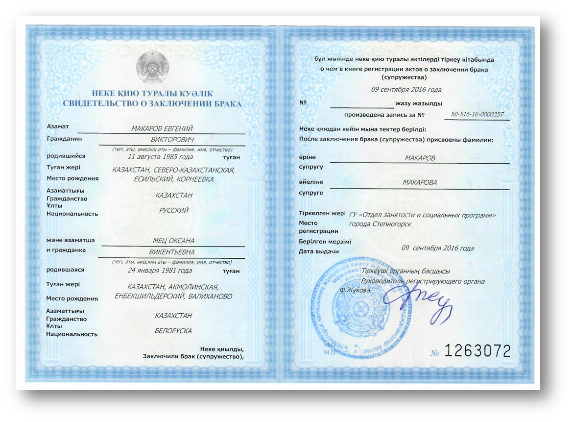 НЕКЕ ҚИЮ ТУРАЛЫ КУӘЛІК
СВИДЕТЕЛЬСТВО О ЗАКЛЮЧЕНИИ БРАКА
Азамат
МАКАРОВ ЕВГЕНИЙ
Гражданин
ВИКТОРОВИЧ
(тегі, аты, әкесінің аты – фамилия, имя, отчество)
родившийся 11 августа 1985 года туған
Туған жері КАЗАХСТАН, СЕВЕРО-КАЗАХСТАНСКАЯ,
Место рождения ЕСИЛЬСКИЙ, КОРНЕЕВКА
Азаматтығы
Гражданство КАЗАХСТАН
Ұлты
Национальность РУССКИЙ
және азаматша МЕЦ ОКСАНА
и гражданка ВИКЕНТЬЕВНА
(тегі, аты, әкесінің аты – фамилия, имя, отчество)
родившаяся 24 января 1981 года туған
Туған жері КАЗАХСТАН, АКМОЛИНСКАЯ,
Место рождения ЕНБЕКШИЛЬДЕРСКИЙ, ВАЛИХАНОВО
Азаматтығы
Гражданство КАЗАХСТАН
Ұлты
Национальность БЕЛОРУСКА
Неке қиылды,
Заключили брак (супружество),
бұл жөнінде неке қию туралы актілерді тіркеу кітабында
о чем в книге регистрации актов о заключении брака
(супружества)
09 сентября 2016 года
№ жазу жазылды
произведена запись за № 50-516-16-0000357
Неке қиюдан кейін мына тектер берілді:
После заключения брака (супружества) присвоены фамилии:
еріне МАКАРОВ
супругу
әйеліне МАКАРОВА
супруге
Тіркелген жері ГУ «Отдел занятости и социальных программ»
Место города Степногорск
регистрации
Берілген мерзімі
Дата выдачи 09 сентября 2016 года
Тіркеуші органның басшысы
Руководитель регистрирующего органа
Жукова
М.П.
№ 1263072